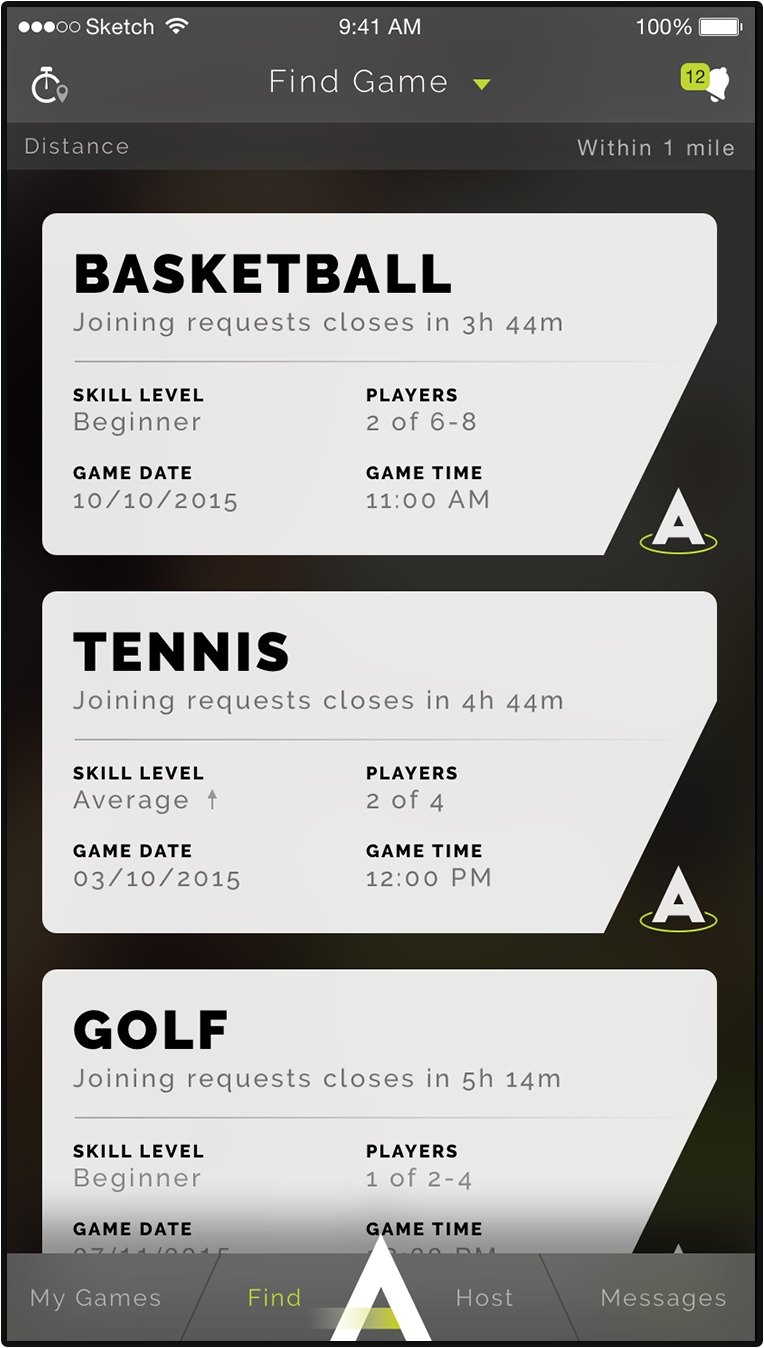 Sketch 9:41 AM 100%
Find Game 12
Distance Within 1 mile
BASKETBALL
Joining requests closes in 3h 44m
SKILL LEVEL PLAYERS
Beginner 2 of 6-8
GAME DATE GAME TIME
10/10/2015 11:00 AM
A
TENNIS
Joining requests closes in 4h 44m
SKILL LEVEL PLAYERS
Average 2 of 4
GAME DATE GAME TIME
03/10/2015 12:00 PM
A
GOLF
Joining requests closes in 5h 14m
SKILL LEVEL PLAYERS
Beginner 1 of 2-4
GAME DATE GAME TIME
07/11/2015 PM
My Games Find A Host Messages